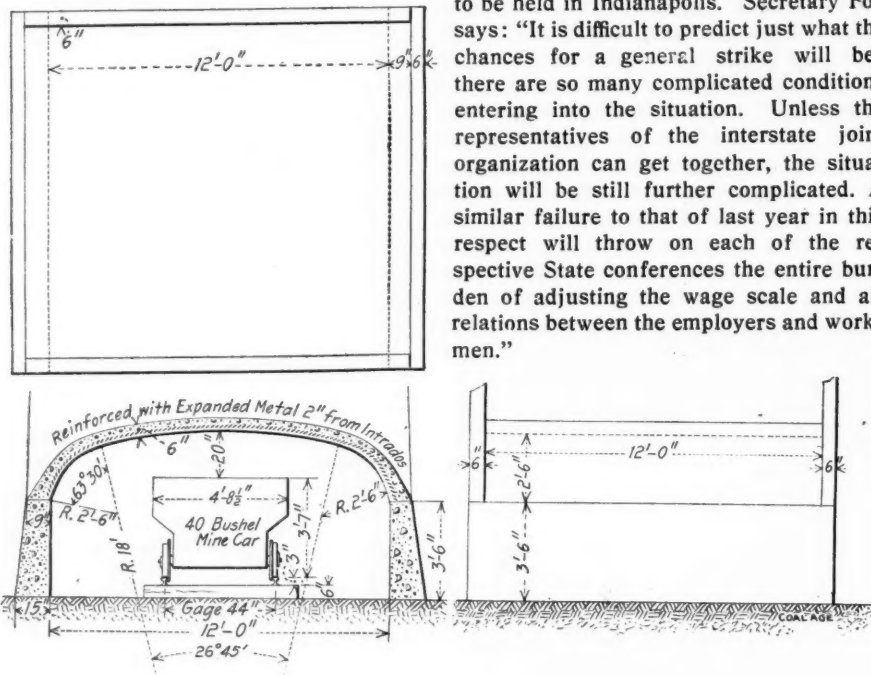 to be held in Indianapolis. Secretary Fo
says: “It is difficult to predict just what th
chances for a general strike will be
there are so many complicated condition
entering into the situation. Unless th
representatives of the interstate join
organization can get together, the situa
tion will be still further complicated.
similar failure to that of last year in thi
respect will throw on each of the re
spective State conferences the entire bur
den of adjusting the wage scale and a
relations between the employers and work
men.”
6"
12'-0"
9" 6"
Reinforced with Expanded Metal 2" from Intrados
6"
20"
63°30'
R. 2'-6"
4'-8½"
40 Bushel
Mine Car
3'-7"
R. 2'-6"
9"
R. 18'
3"
6"
3'-6"
15"
Gage 44"
12'-0"
26°45'
6"
12'-0"
6"
2'-6"
3'-6"
COAL AGE